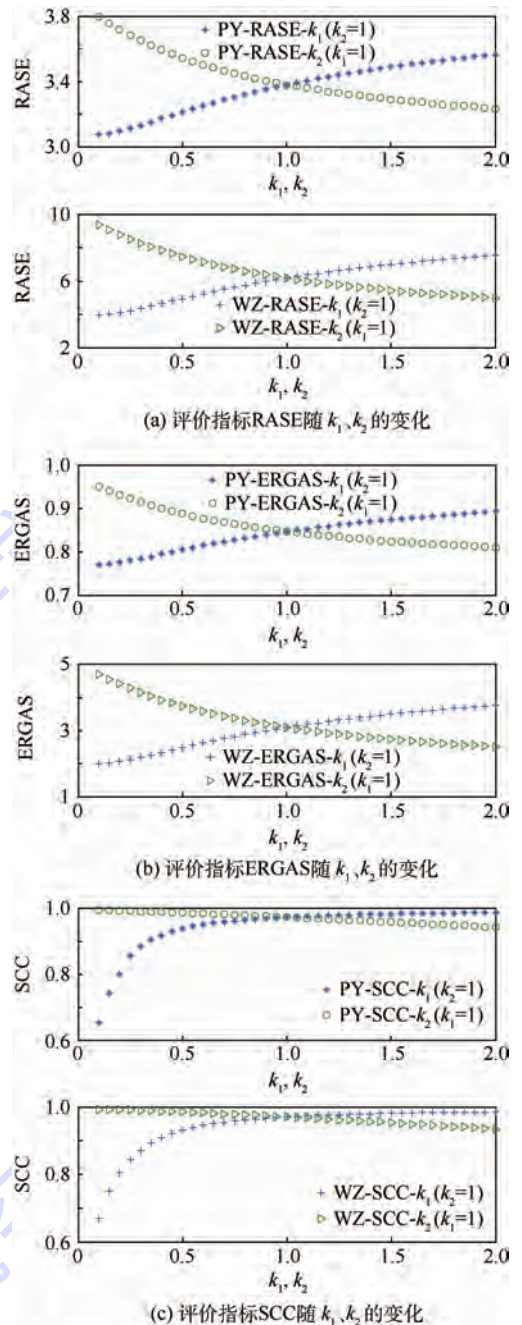 3.8
PY-RASE-k₁(k₂=1)
PY-RASE-k₂(k₁=1)
RASE
3.4
3.0
0 0.5 1.0 1.5 2.0
k₁, k₂
10
RASE
6
WZ-RASE-k₁(k₂=1)
WZ-RASE-k₂(k₁=1)
2
0 0.5 1.0 1.5 2.0
k₁, k₂
(a) 评价指标RASE随 k₁、k₂ 的变化
1.0
PY-ERGAS-k₁(k₂=1)
PY-ERGAS-k₂(k₁=1)
0.9
ERGAS
0.8
0.7
0 0.5 1.0 1.5 2.0
k₁, k₂
5
ERGAS
3
WZ-ERGAS-k₁(k₂=1)
WZ-ERGAS-k₂(k₁=1)
1
0 0.5 1.0 1.5 2.0
k₁, k₂
(b) 评价指标ERGAS随 k₁、k₂ 的变化
1.0
SCC
0.8
PY-SCC-k₁(k₂=1)
PY-SCC-k₂(k₁=1)
0.6
0 0.5 1.0 1.5 2.0
k₁, k₂
1.0
SCC
0.8
WZ-SCC-k₁(k₂=1)
WZ-SCC-k₂(k₁=1)
0.6
0 0.5 1.0 1.5 2.0
k₁, k₂
(c) 评价指标SCC随 k₁、k₂ 的变化